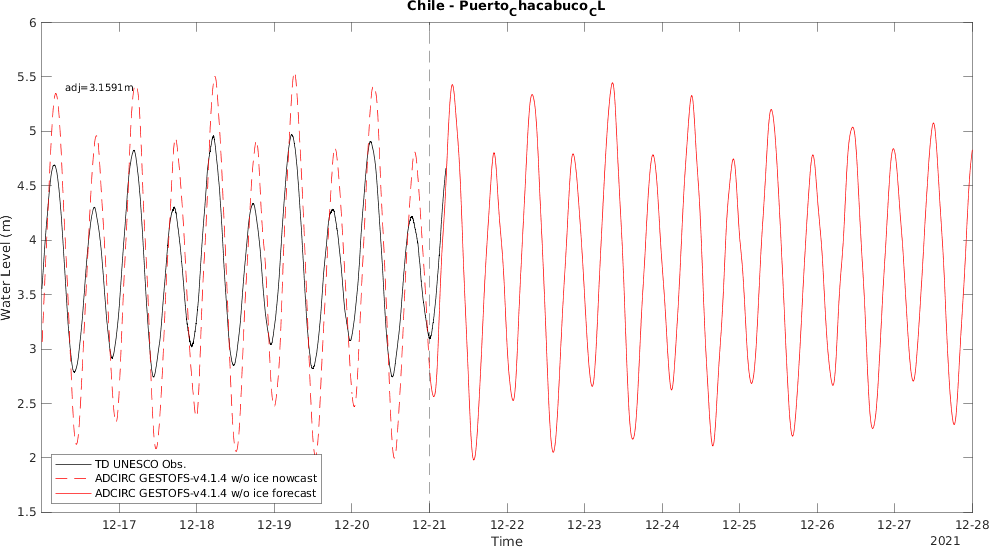 Chile - Puerto_Chacabuco_CL
6
5.5
5
4.5
4
3.5
3
2.5
2
1.5
Water Level (m)
adj=3.1591m
TD UNESCO Obs.
ADCIRC GESTOFS-v4.1.4 w/o ice nowcast
ADCIRC GESTOFS-v4.1.4 w/o ice forecast
12-17 12-18 12-19 12-20 12-21 12-22 12-23 12-24 12-25 12-26 12-27 12-28
Time
2021